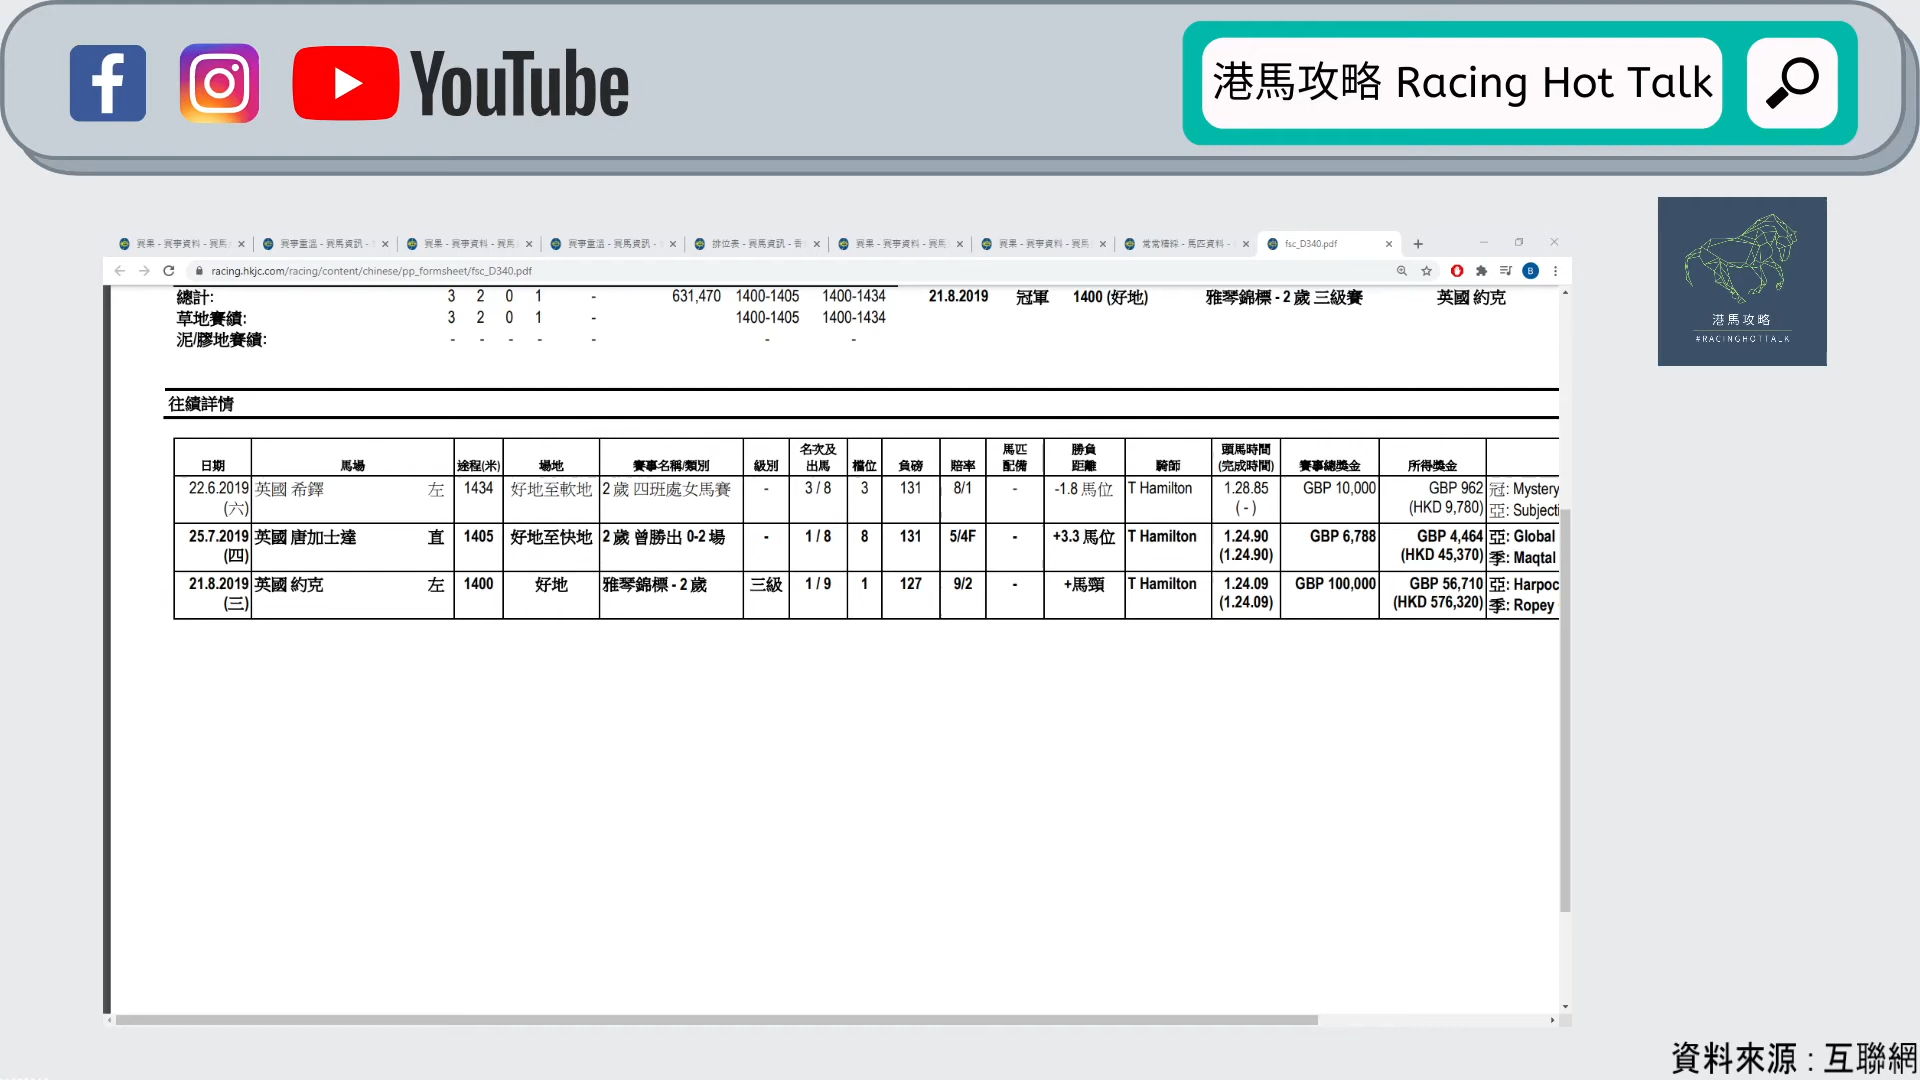 YouTube
港馬攻略 Racing Hot Talk
港馬攻略
#RACINGHOTTALK
fsc_D340.pdf
racing.hkjc.com/racing/content/chinese/pp_formsheet/fsc_D340.pdf
B
總計: 3 2 0 1 - 631,470 1400-1405 1400-1434 21.8.2019 冠軍 1400 (好地) 雅琴錦標 - 2 歲 三級賽 英國 約克
草地賽績: 3 2 0 1 - 1400-1405 1400-1434
泥/膠地賽績: - - - - - - -
往績詳情
日期 馬場 途程(米) 場地 賽事名稱/類別 級別 名次及出馬 檔位 負磅 賠率 馬匹配備 勝負距離 騎師 頭馬時間 (完成時間) 賽事總獎金 所得獎金
22.6.2019 英國 希鐸 左 1434 好地至軟地 2 歲 四班處女馬賽 - 3 / 8 3 131 8/1 - -1.8 馬位 T Hamilton 1.28.85 GBP 10,000 GBP 962 冠: Mystery
(六) ( - ) (HKD 9,780) 亞: Subjecti
25.7.2019 英國 唐加士達 直 1405 好地至快地 2 歲 曾勝出 0-2 場 - 1 / 8 8 131 5/4F - +3.3 馬位 T Hamilton 1.24.90 GBP 6,788 GBP 4,464 亞: Global
(四) (1.24.90) (HKD 45,370) 季: Maqtal
21.8.2019 英國 約克 左 1400 好地 雅琴錦標 - 2 歲 三級 1 / 9 1 127 9/2 - +馬頸 T Hamilton 1.24.09 GBP 100,000 GBP 56,710 亞: Harpoc
(三) (1.24.09) (HKD 576,320) 季: Ropey
資料來源 : 互聯網